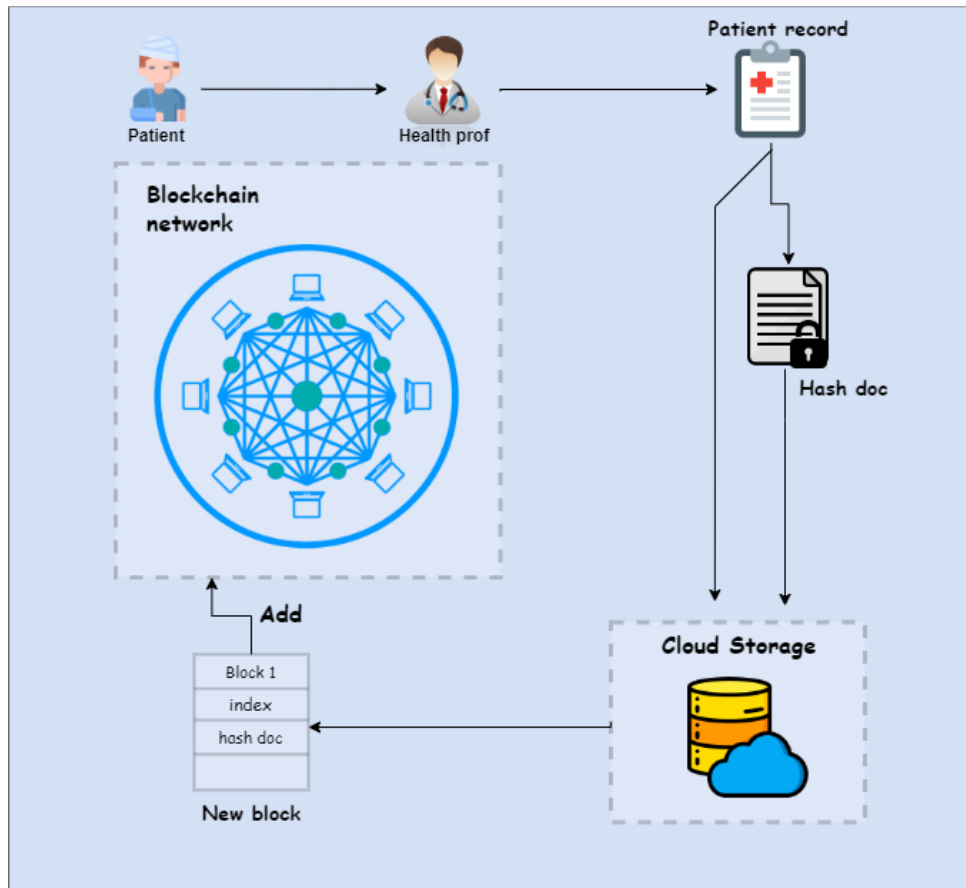 Patient record
Patient
Health prof
Blockchain
network
Hash doc
Add
Cloud Storage
Block 1
index
hash doc
New block